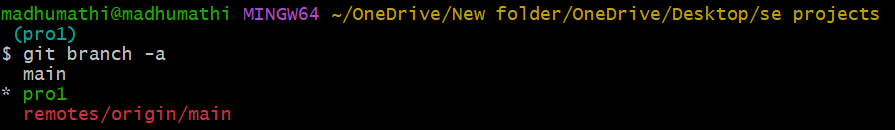 madhumathi@madhumathi MINGW64 ~/OneDrive/New folder/OneDrive/Desktop/se projects
(pro1)
$ git branch -a
main
* pro1
remotes/origin/main